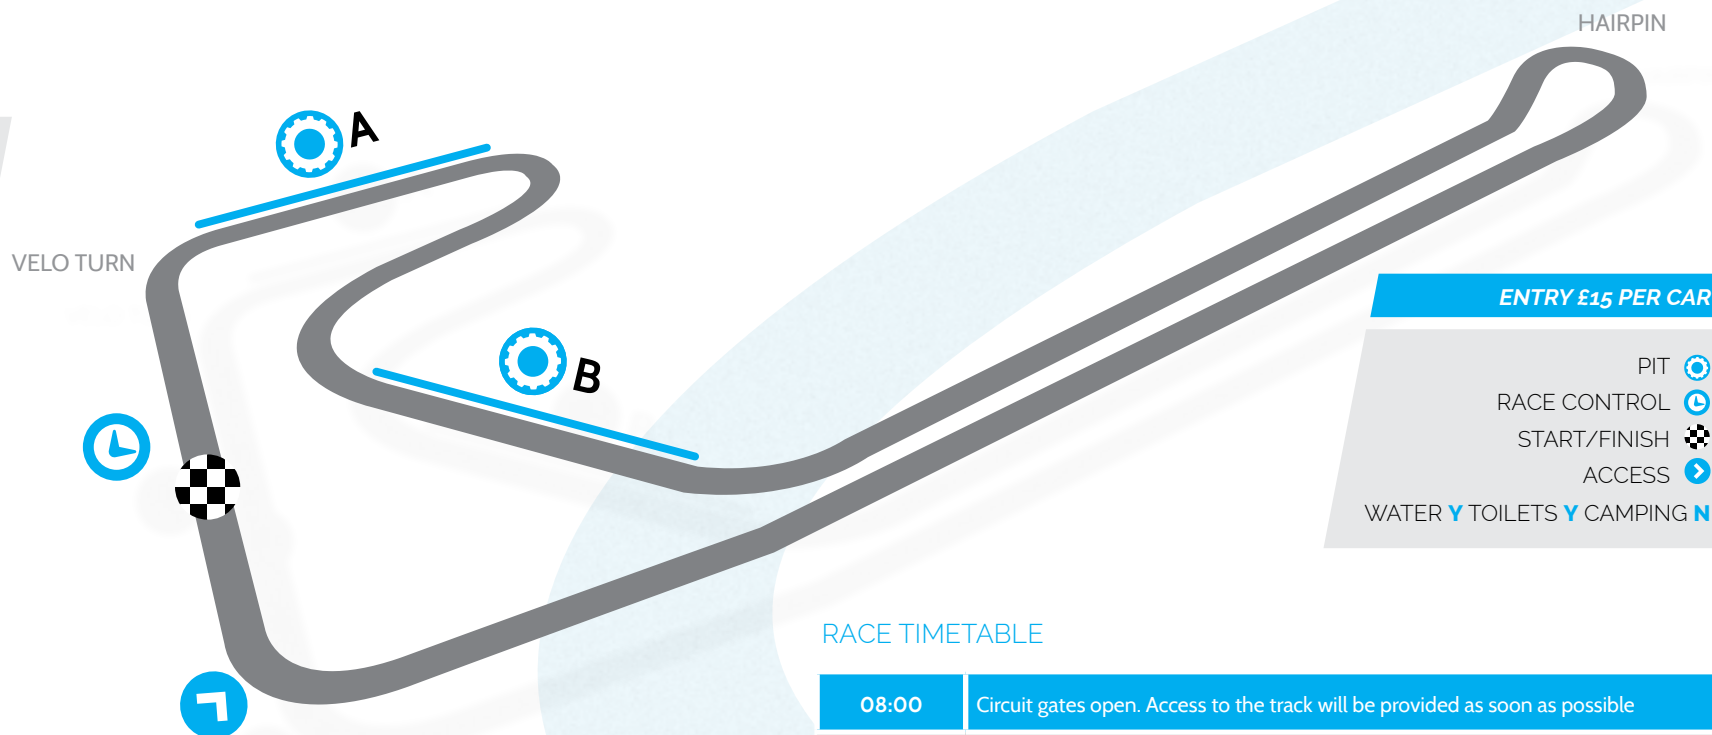 HAIRPIN
A
VELO TURN
B
ENTRY £15 PER CAR
PIT
RACE CONTROL
START/FINISH
ACCESS
WATER Y TOILETS Y CAMPING N
RACE TIMETABLE
08:00 Circuit gates open. Access to the track will be provided as soon as possible